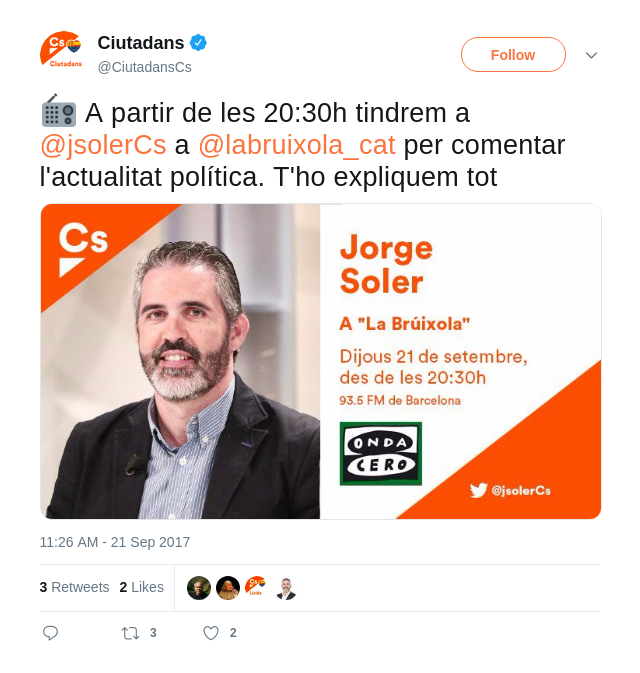 Cs
Ciutadans
Ciutadans
@CiutadansCs
Follow
A partir de les 20:30h tindrem a
@jsolerCs a @labruixola_cat per comentar
l'actualitat política. T'ho expliquem tot
Cs
Jorge
Soler
A "La Brúixola"
Dijous 21 de setembre,
des de les 20:30h
93.5 FM de Barcelona
ONDA
CERO
@jsolerCs
11:26 AM - 21 Sep 2017
3 Retweets 2 Likes
3 2